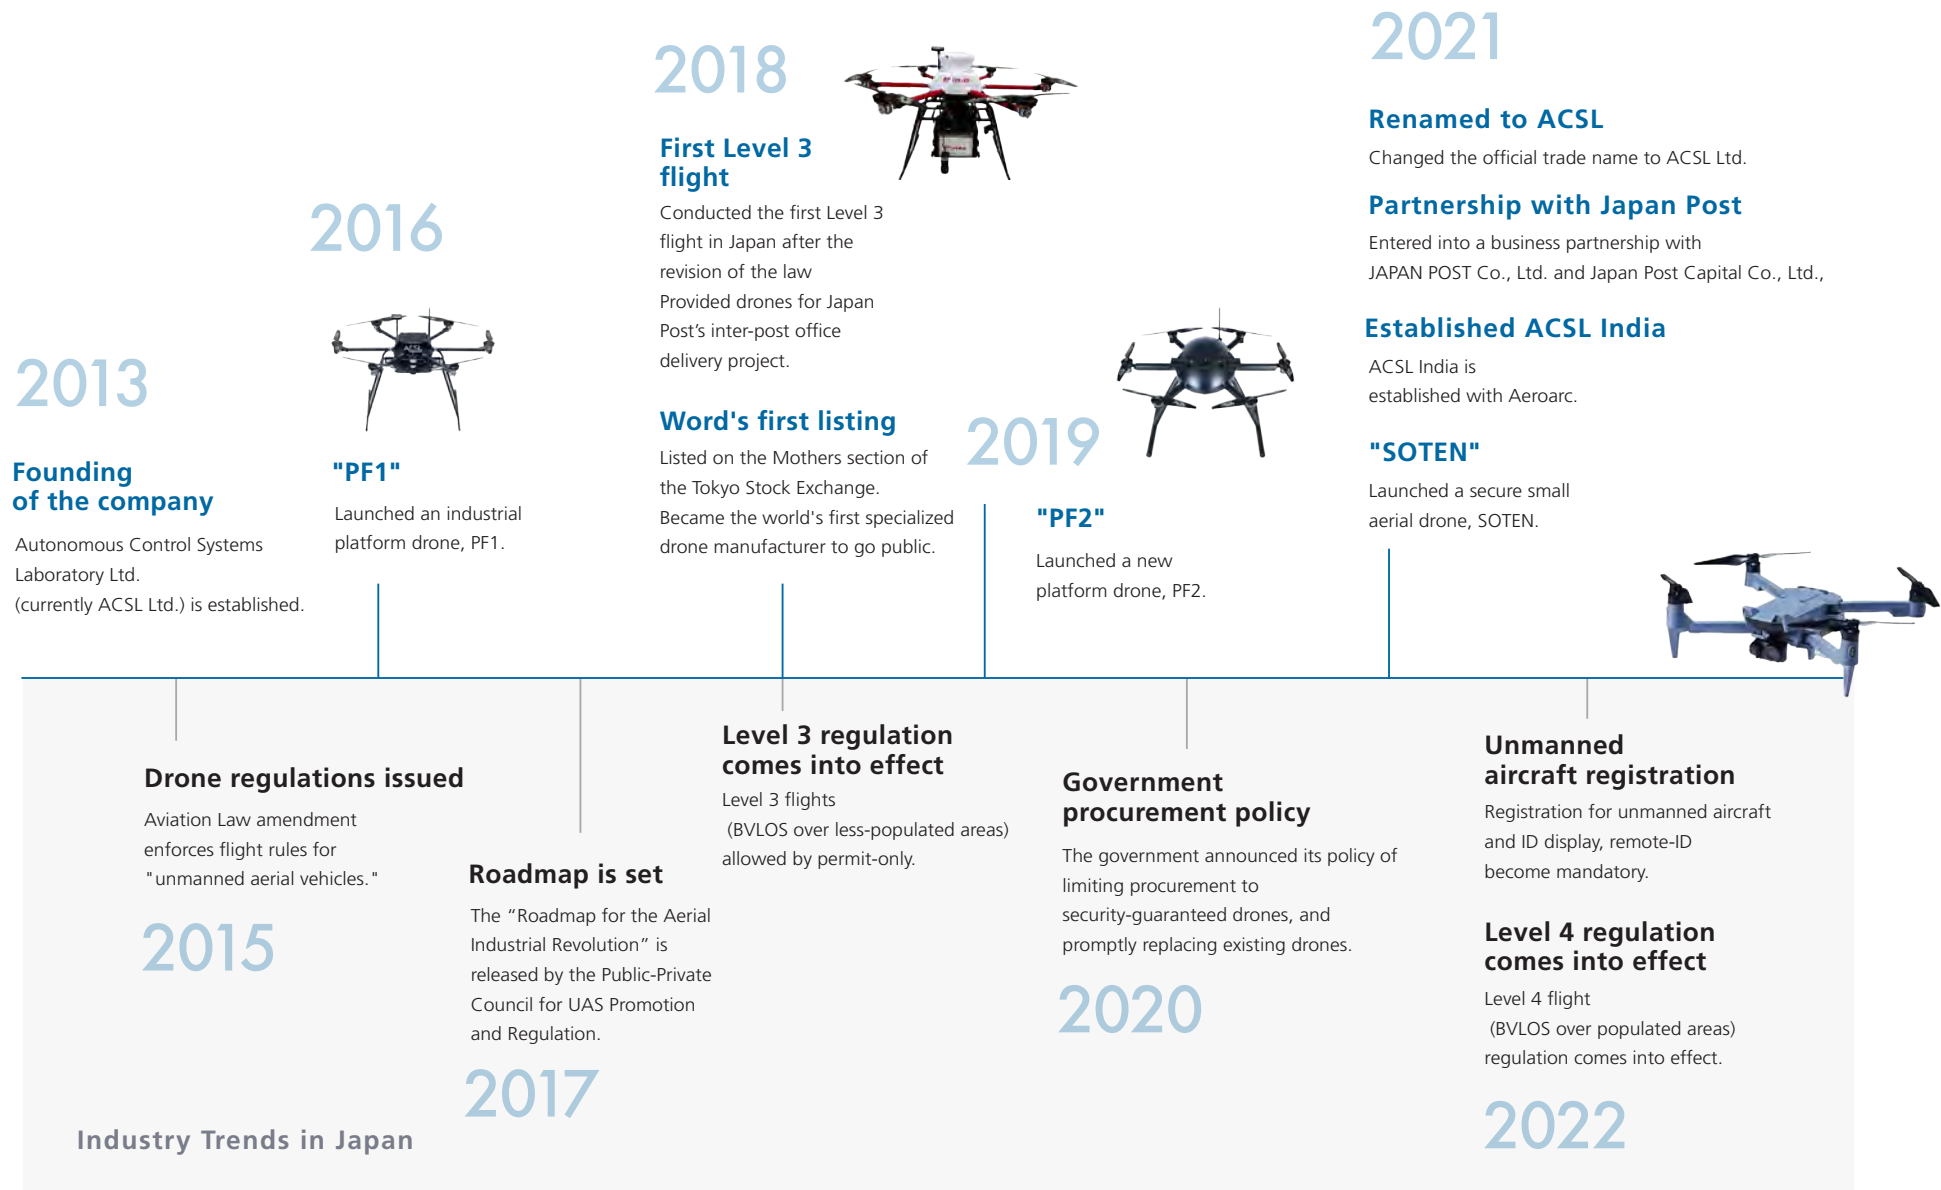 2013
Founding
of the company
Autonomous Control Systems
Laboratory Ltd.
(currently ACSL Ltd.) is established.
2016
"PF1"
Launched an industrial
platform drone, PF1.
2018
First Level 3
flight
Conducted the first Level 3
flight in Japan after the
revision of the law
Provided drones for Japan
Post’s inter-post office
delivery project.
Word's first listing
Listed on the Mothers section of
the Tokyo Stock Exchange.
Became the world's first specialized
drone manufacturer to go public.
2019
"PF2"
Launched a new
platform drone, PF2.
2021
Renamed to ACSL
Changed the official trade name to ACSL Ltd.
Partnership with Japan Post
Entered into a business partnership with
JAPAN POST Co., Ltd. and Japan Post Capital Co., Ltd.,
Established ACSL India
ACSL India is
established with Aeroarc.
"SOTEN"
Launched a secure small
aerial drone, SOTEN.
Drone regulations issued
Aviation Law amendment
enforces flight rules for
"unmanned aerial vehicles."
2015
Roadmap is set
The “Roadmap for the Aerial
Industrial Revolution” is
released by the Public-Private
Council for UAS Promotion
and Regulation.
2017
Level 3 regulation
comes into effect
Level 3 flights
(BVLOS over less-populated areas)
allowed by permit-only.
Government
procurement policy
The government announced its policy of
limiting procurement to
security-guaranteed drones, and
promptly replacing existing drones.
2020
Unmanned
aircraft registration
Registration for unmanned aircraft
and ID display, remote-ID
become mandatory.
Level 4 regulation
comes into effect
Level 4 flight
(BVLOS over populated areas)
regulation comes into effect.
2022
Industry Trends in Japan